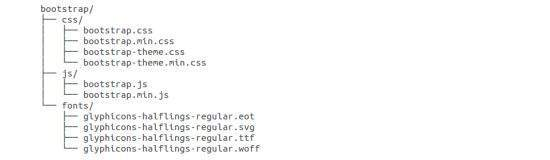 bootstrap/
├── css/
│   ├── bootstrap.css
│   ├── bootstrap.min.css
│   ├── bootstrap-theme.css
│   └── bootstrap-theme.min.css
├── js/
│   ├── bootstrap.js
│   └── bootstrap.min.js
└── fonts/
    ├── glyphicons-halflings-regular.eot
    ├── glyphicons-halflings-regular.svg
    ├── glyphicons-halflings-regular.ttf
    └── glyphicons-halflings-regular.woff